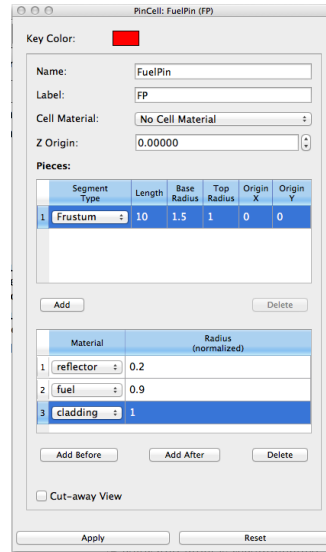 PinCell: FuelPin (FP)
Key Color:
Name: FuelPin
Label: FP
Cell Material: No Cell Material
Z Origin: 0.00000
Pieces:
Segment Type Length Base Radius Top Radius Origin X Origin Y
1 Frustum 10 1.5 1 0 0
Add Delete
Material Radius (normalized)
1 reflector 0.2
2 fuel 0.9
3 cladding 1
Add Before Add After Delete
Cut-away View
Apply Reset